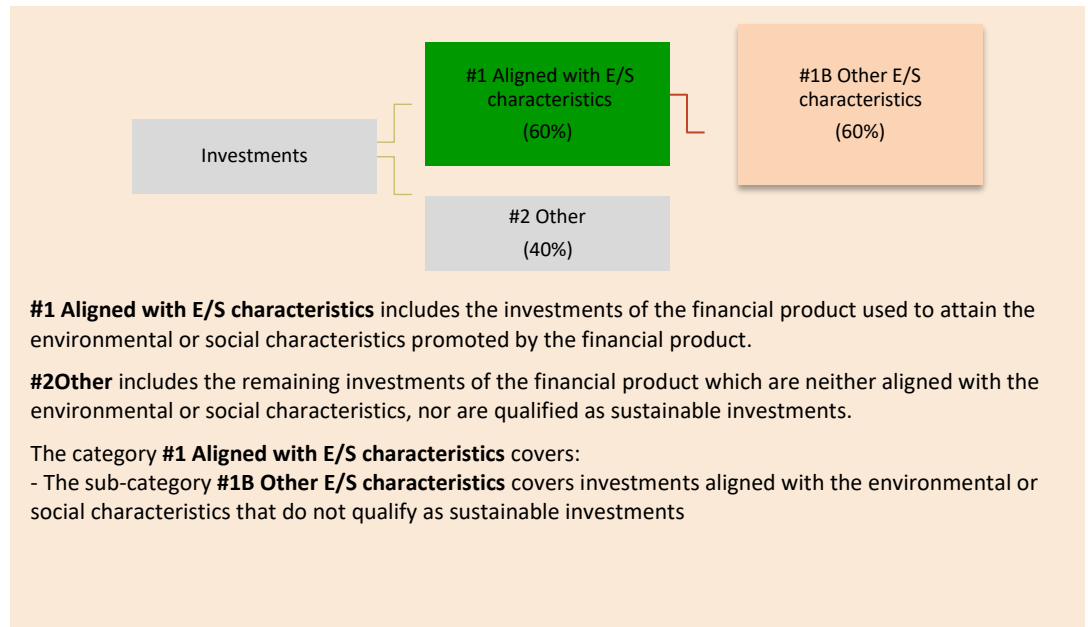 #1 Aligned with E/S
characteristics
(60%)
#1B Other E/S
characteristics
(60%)
Investments
#2 Other
(40%)
#1 Aligned with E/S characteristics includes the investments of the financial product used to attain the
environmental or social characteristics promoted by the financial product.
#2Other includes the remaining investments of the financial product which are neither aligned with the
environmental or social characteristics, nor are qualified as sustainable investments.
The category #1 Aligned with E/S characteristics covers:
- The sub-category #1B Other E/S characteristics covers investments aligned with the environmental or
social characteristics that do not qualify as sustainable investments